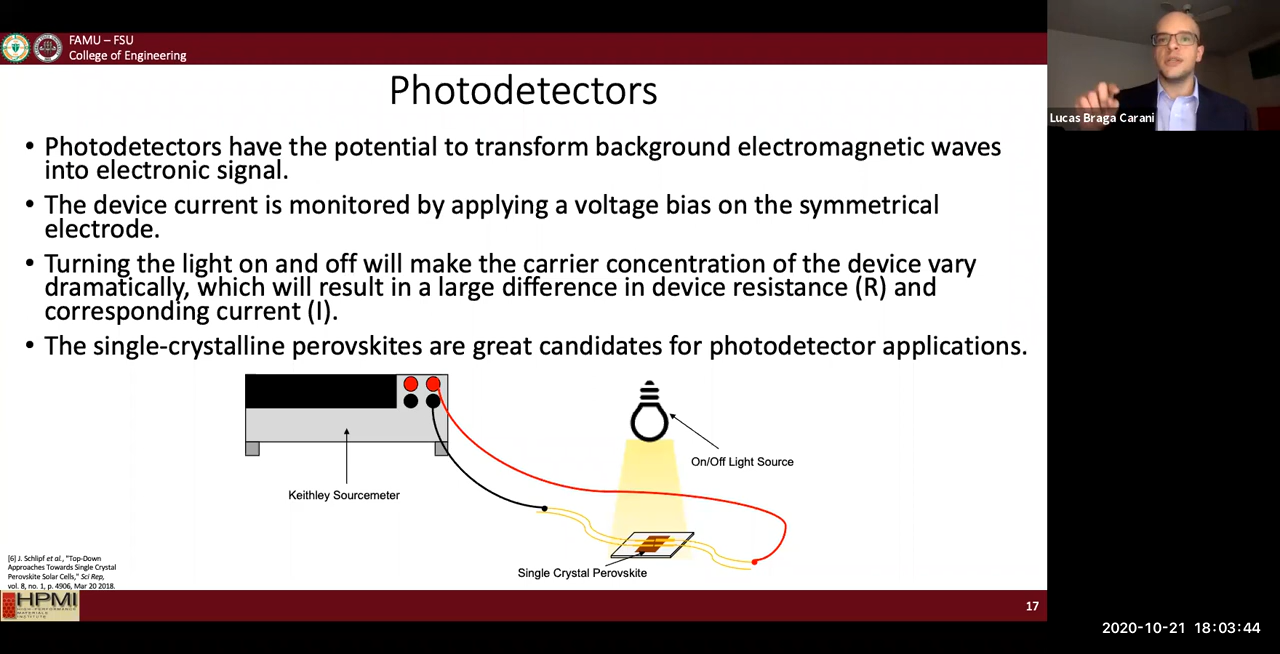 FAMU – FSU
College of Engineering
Photodetectors
• Photodetectors have the potential to transform background electromagnetic waves
into electronic signal.
• The device current is monitored by applying a voltage bias on the symmetrical
electrode.
• Turning the light on and off will make the carrier concentration of the device vary
dramatically, which will result in a large difference in device resistance (R) and
corresponding current (I).
• The single-crystalline perovskites are great candidates for photodetector applications.
On/Off Light Source
Keithley Sourcemeter
Single Crystal Perovskite
[6] J. Schlipf et al., "Top-Down
Approaches Towards Single Crystal
Perovskite Solar Cells," Sci Rep,
vol. 8, no. 1, p. 4906, Mar 20 2018.
HPMI
HIGH-PERFORMANCE
MATERIALS
INSTITUTE
17
Lucas Braga Carani
2020-10-21 18:03:44